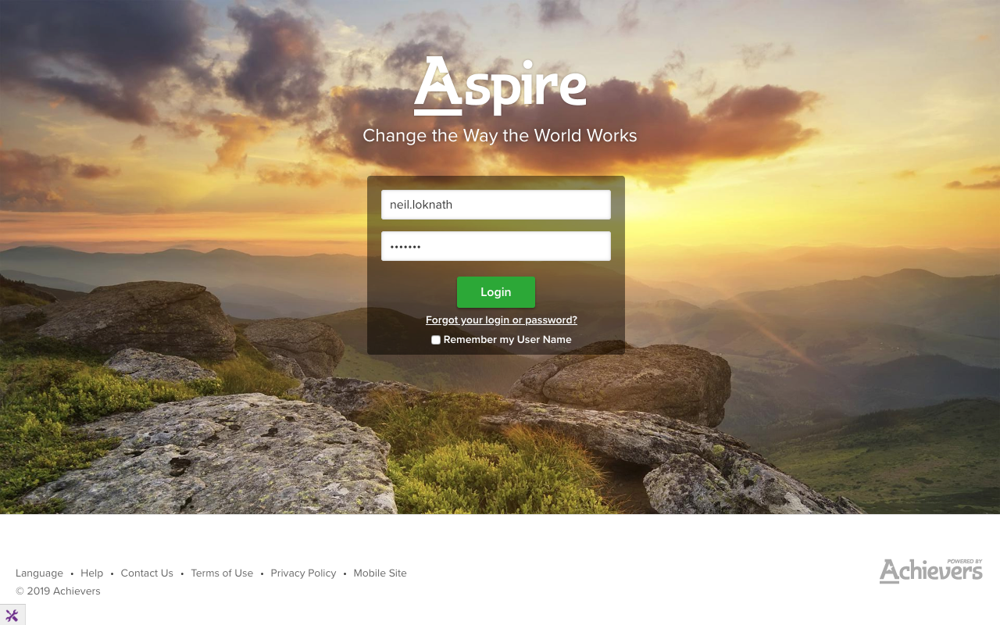 Aspire
Change the Way the World Works
neil.loknath
•••••••
Login
Forgot your login or password?
Remember my User Name
Language • Help • Contact Us • Terms of Use • Privacy Policy • Mobile Site
© 2019 Achievers
POWERED BY
Achievers